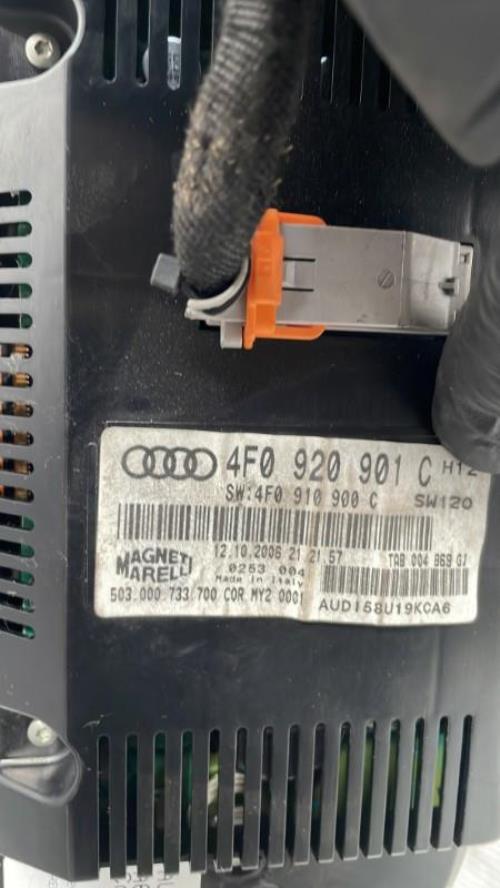 4F0 920 901 C H12
SW:4F0 910 900 C SW120
12.10.2006 21 21.57 TAB 004 869 GJ
MAGNETI MARELLI
0253 004
Made in Italy
503.000.733.700 COR.MY2 0001
AUDI58U19KCA6